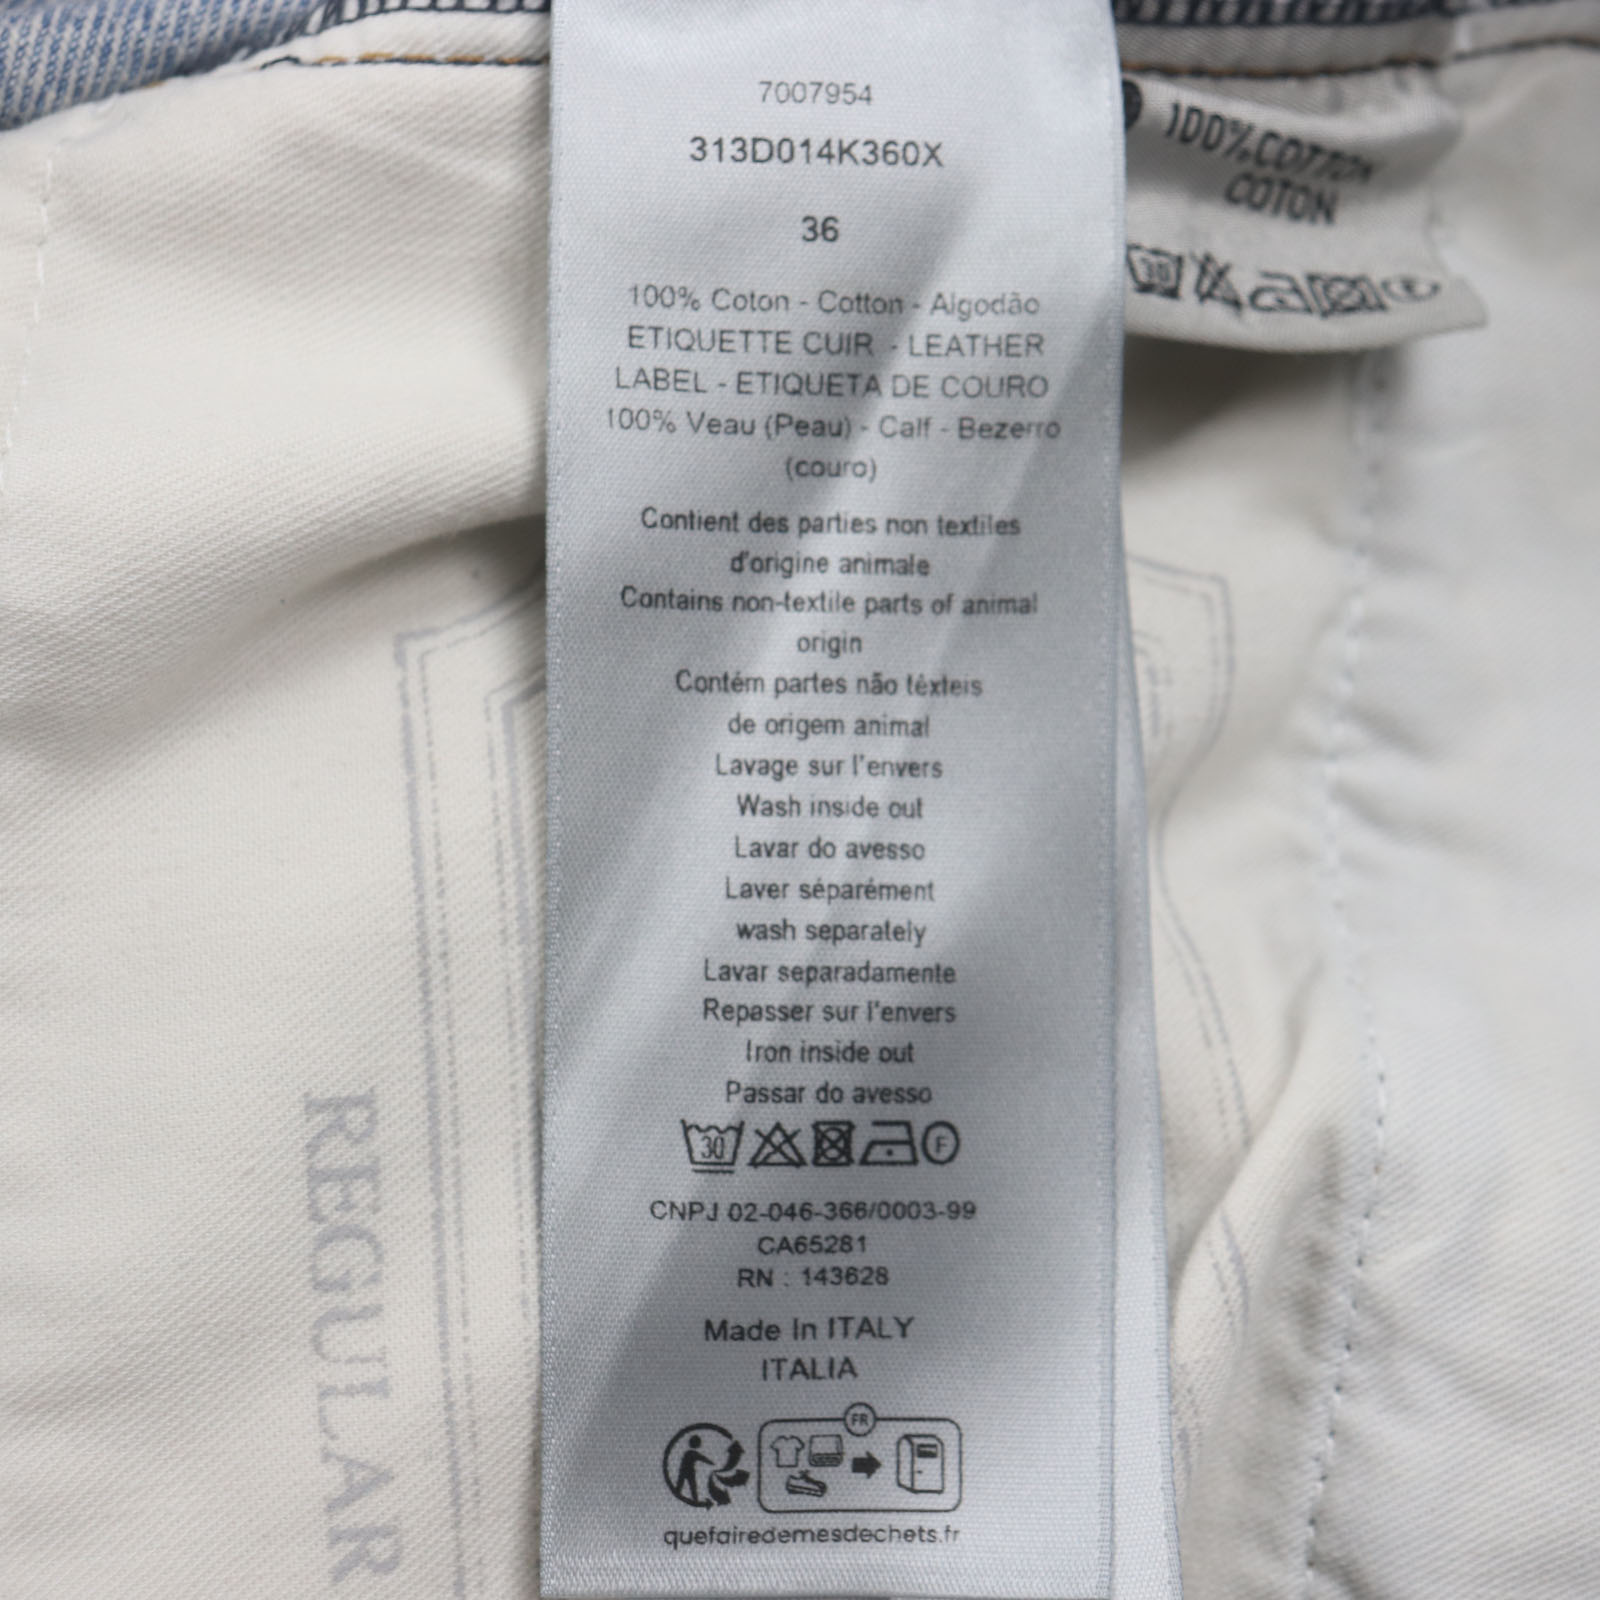 7007954
313D014K360X
36
100% Coton - Cotton - Algodão
ETIQUETTE CUIR - LEATHER
LABEL - ETIQUETA DE COURO
100% Veau (Peau) - Calf - Bezerro
(couro)
Contient des parties non textiles
d'origine animale
Contains non-textile parts of animal
origin
Contém partes não têxteis
de origem animal
Lavage sur l'envers
Wash inside out
Lavar do avesso
Laver séparément
wash separately
Lavar separadamente
Repasser sur l'envers
Iron inside out
Passar do avesso
30 F
CNPJ 02-046-366/0003-99
CA65281
RN : 143628
Made In ITALY
ITALIA
FR
quefairedemesdechets.fr
100% COTTON
COTON
30
REGULAR